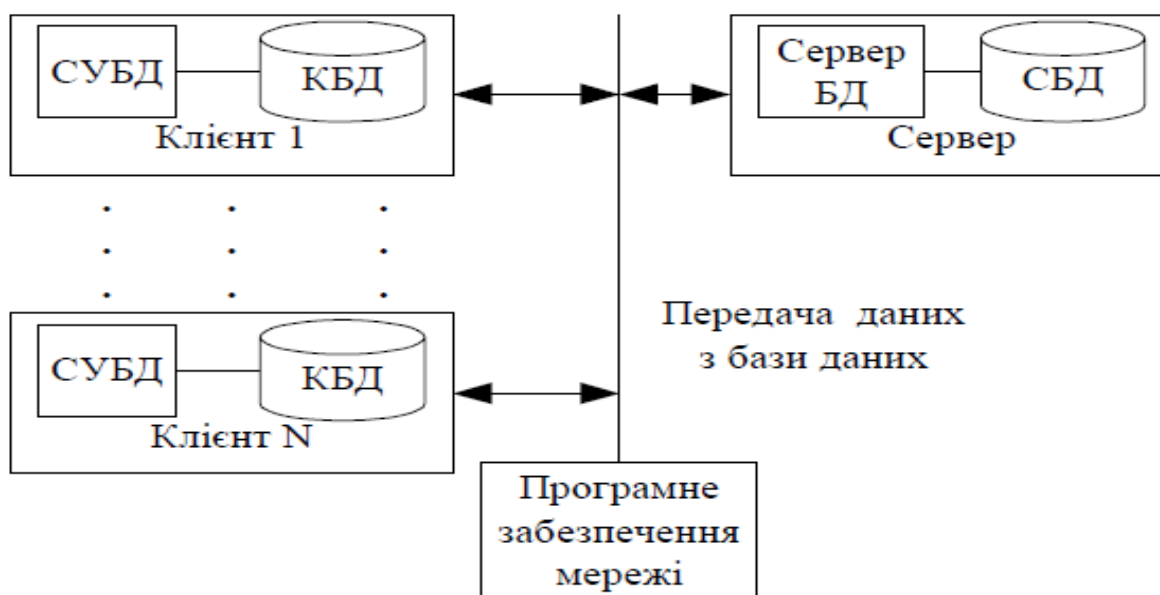 СУБД
КБД
Клієнт 1
Сервер
БД
СБД
Сервер
СУБД
КБД
Клієнт N
Передача даних
з бази даних
Програмне
забезпечення
мережі